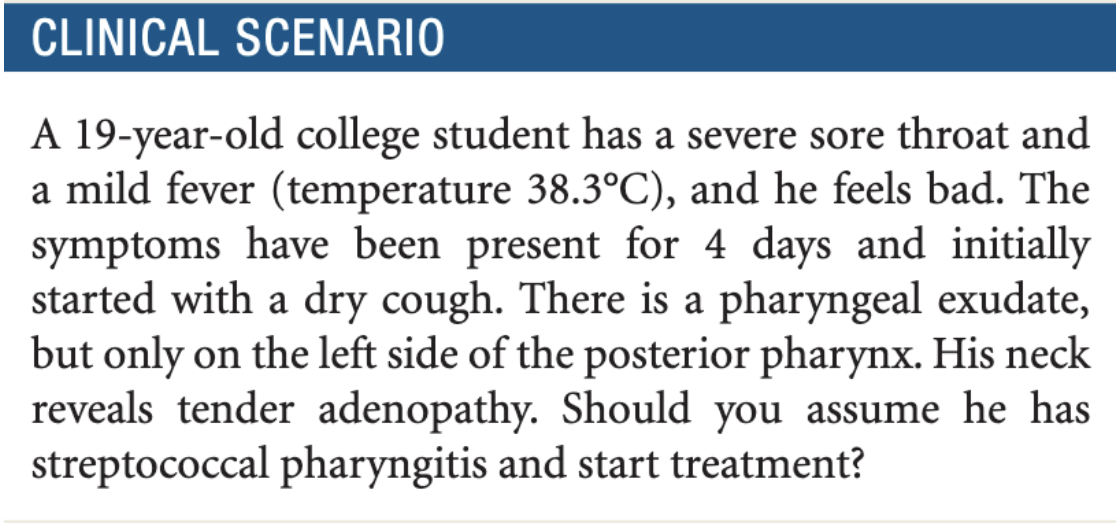 CLINICAL SCENARIO
A 19-year-old college student has a severe sore throat and
a mild fever (temperature 38.3°C), and he feels bad. The
symptoms have been present for 4 days and initially
started with a dry cough. There is a pharyngeal exudate,
but only on the left side of the posterior pharynx. His neck
reveals tender adenopathy. Should you assume he has
streptococcal pharyngitis and start treatment?